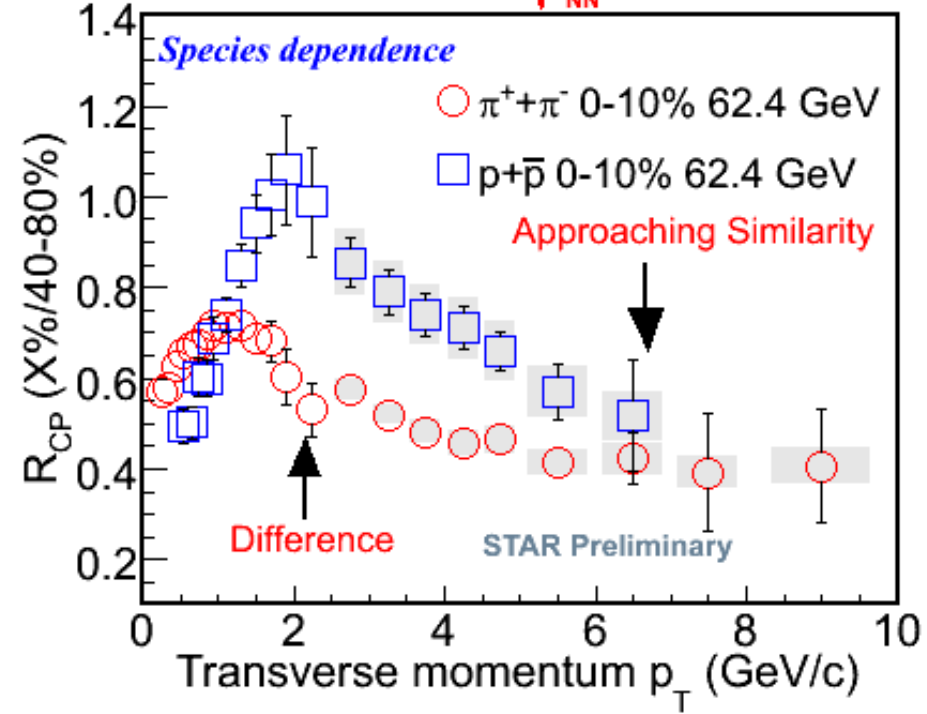 NN
Species dependence
π⁺+π⁻ 0-10% 62.4 GeV
p+p̅ 0-10% 62.4 GeV
Approaching Similarity
Difference
STAR Preliminary
R_CP (X%/40-80%)
1.4
1.2
1.0
0.8
0.6
0.4
0.2
0 2 4 6 8 10
Transverse momentum p_T (GeV/c)